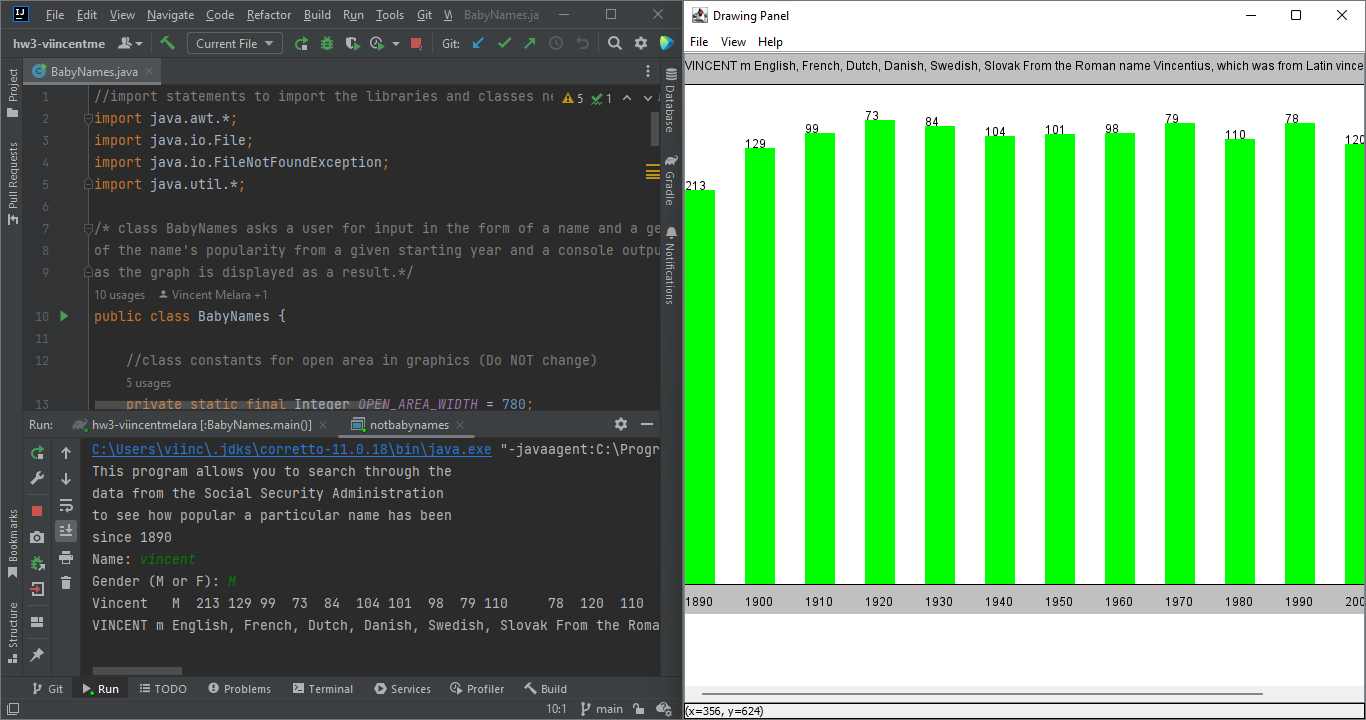 File Edit View Navigate Code Refactor Build Run Tools Git W BabyNames.ja
hw3-viincentme Current File Git:
BabyNames.java
Project
Pull Requests
Bookmarks
Structure
Database
Gradle
Notifications
5 1
1 //import statements to import the libraries and classes ne
2 import java.awt.*;
3 import java.io.File;
4 import java.io.FileNotFoundException;
5 import java.util.*;
6
7 /* class BabyNames asks a user for input in the form of a name and a ge
8 of the name's popularity from a given starting year and a console outpu
9 as the graph is displayed as a result.*/
10 usages Vincent Melara +1
10 public class BabyNames {
11
12 //class constants for open area in graphics (Do NOT change)
5 usages
13 private static final Integer OPEN_AREA_WIDTH = 780;
Run: hw3-viincentmelara [:BabyNames.main()] notbabynames
C:\Users\viinc\.jdks\corretto-11.0.18\bin\java.exe "-javaagent:C:\Progr
This program allows you to search through the
data from the Social Security Administration
to see how popular a particular name has been
since 1890
Name: vincent
Gender (M or F): M
Vincent M 213 129 99 73 84 104 101 98 79 110 78 120 110
VINCENT m English, French, Dutch, Danish, Swedish, Slovak From the Roma
Git Run TODO Problems Terminal Services Profiler Build
10:1 main
Drawing Panel
File View Help
VINCENT m English, French, Dutch, Danish, Swedish, Slovak From the Roman name Vincentius, which was from Latin vince
213 129 99 73 84 104 101 98 79 110 78 120
1890 1900 1910 1920 1930 1940 1950 1960 1970 1980 1990 200
(x=356, y=624)